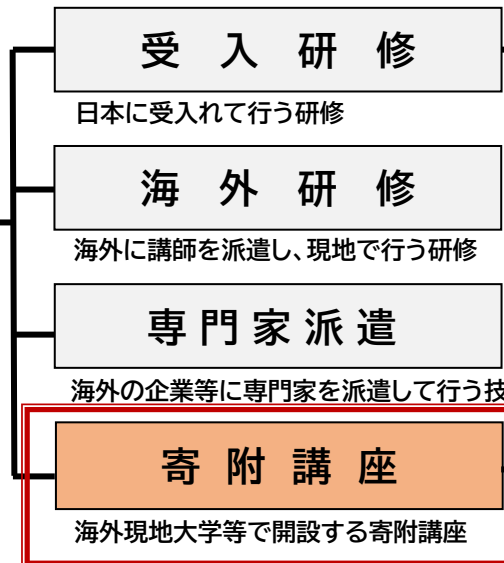 受入研修
日本に受入れて行う研修
海外研修
海外に講師を派遣し、現地で行う研修
専門家派遣
海外の企業等に専門家を派遣して行う技
寄附講座
海外現地大学等で開設する寄附講座